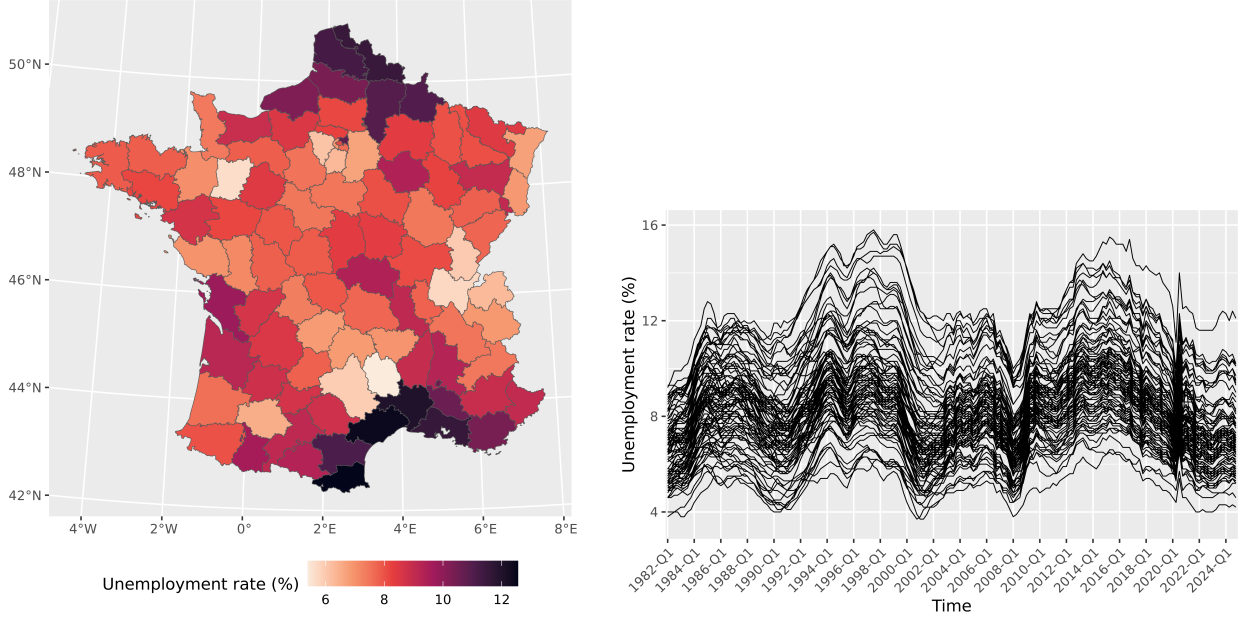 50°N
48°N
46°N
44°N
42°N
4°W 2°W 0° 2°E 4°E 6°E 8°E
Unemployment rate (%)
6 8 10 12
Unemployment rate (%)
16
12
8
4
1982-Q1 1984-Q1 1986-Q1 1988-Q1 1990-Q1 1992-Q1 1994-Q1 1996-Q1 1998-Q1 2000-Q1 2002-Q1 2004-Q1 2006-Q1 2008-Q1 2010-Q1 2012-Q1 2014-Q1 2016-Q1 2018-Q1 2020-Q1 2022-Q1 2024-Q1
Time